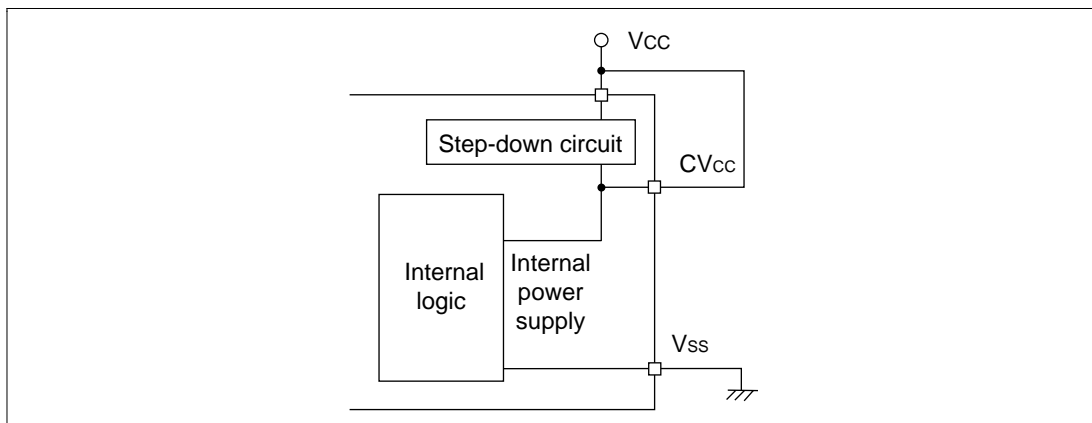 Vcc
Step-down circuit
CVcc
Internal
logic
Internal
power
supply
Vss